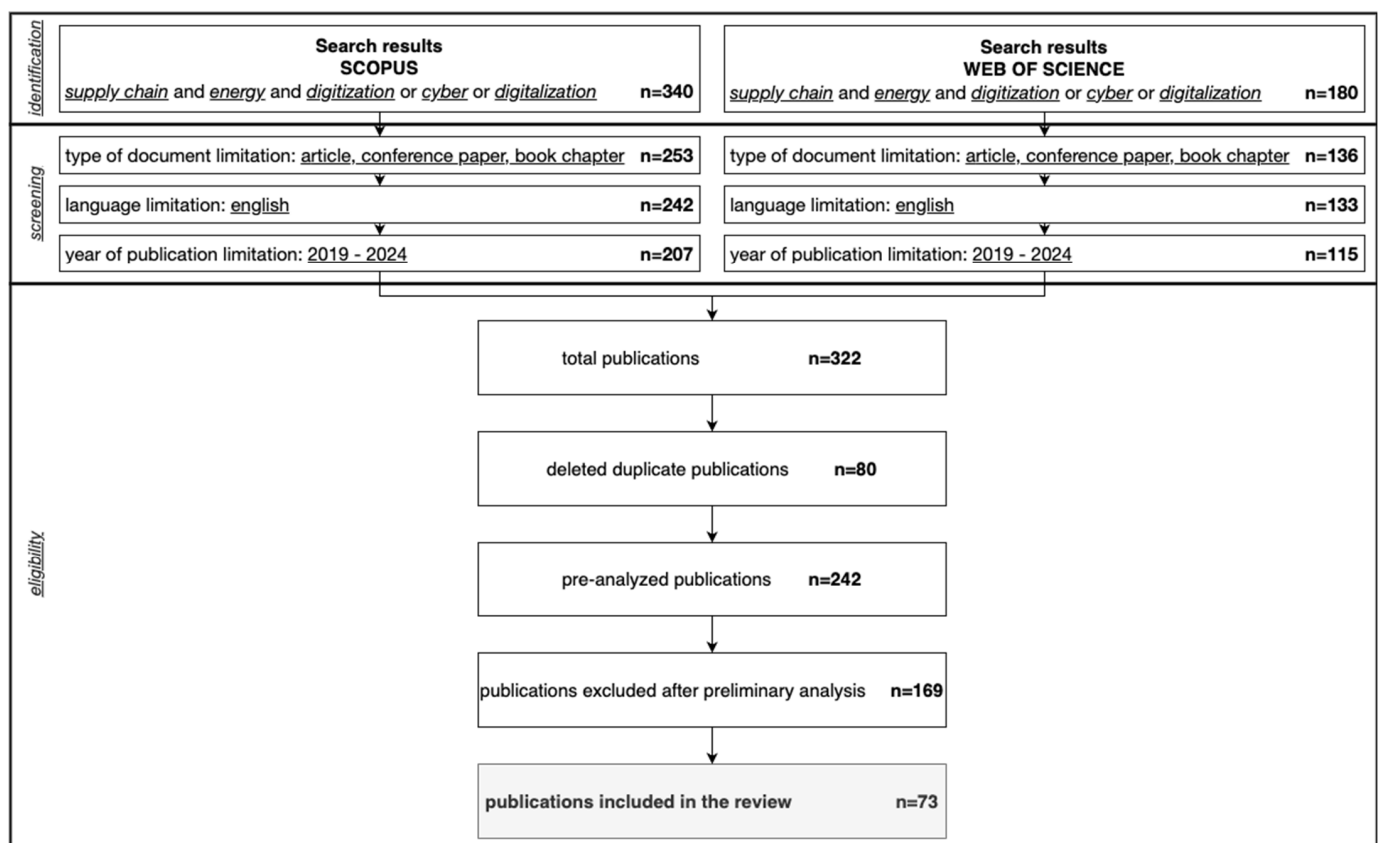 identification
Search results
SCOPUS
supply chain and energy and digitization or cyber or digitalization n=340
Search results
WEB OF SCIENCE
supply chain and energy and digitization or cyber or digitalization n=180
screening
type of document limitation: article, conference paper, book chapter n=253
language limitation: english n=242
year of publication limitation: 2019 - 2024 n=207
type of document limitation: article, conference paper, book chapter n=136
language limitation: english n=133
year of publication limitation: 2019 - 2024 n=115
eligibility
total publications n=322
deleted duplicate publications n=80
pre-analyzed publications n=242
publications excluded after preliminary analysis n=169
publications included in the review n=73